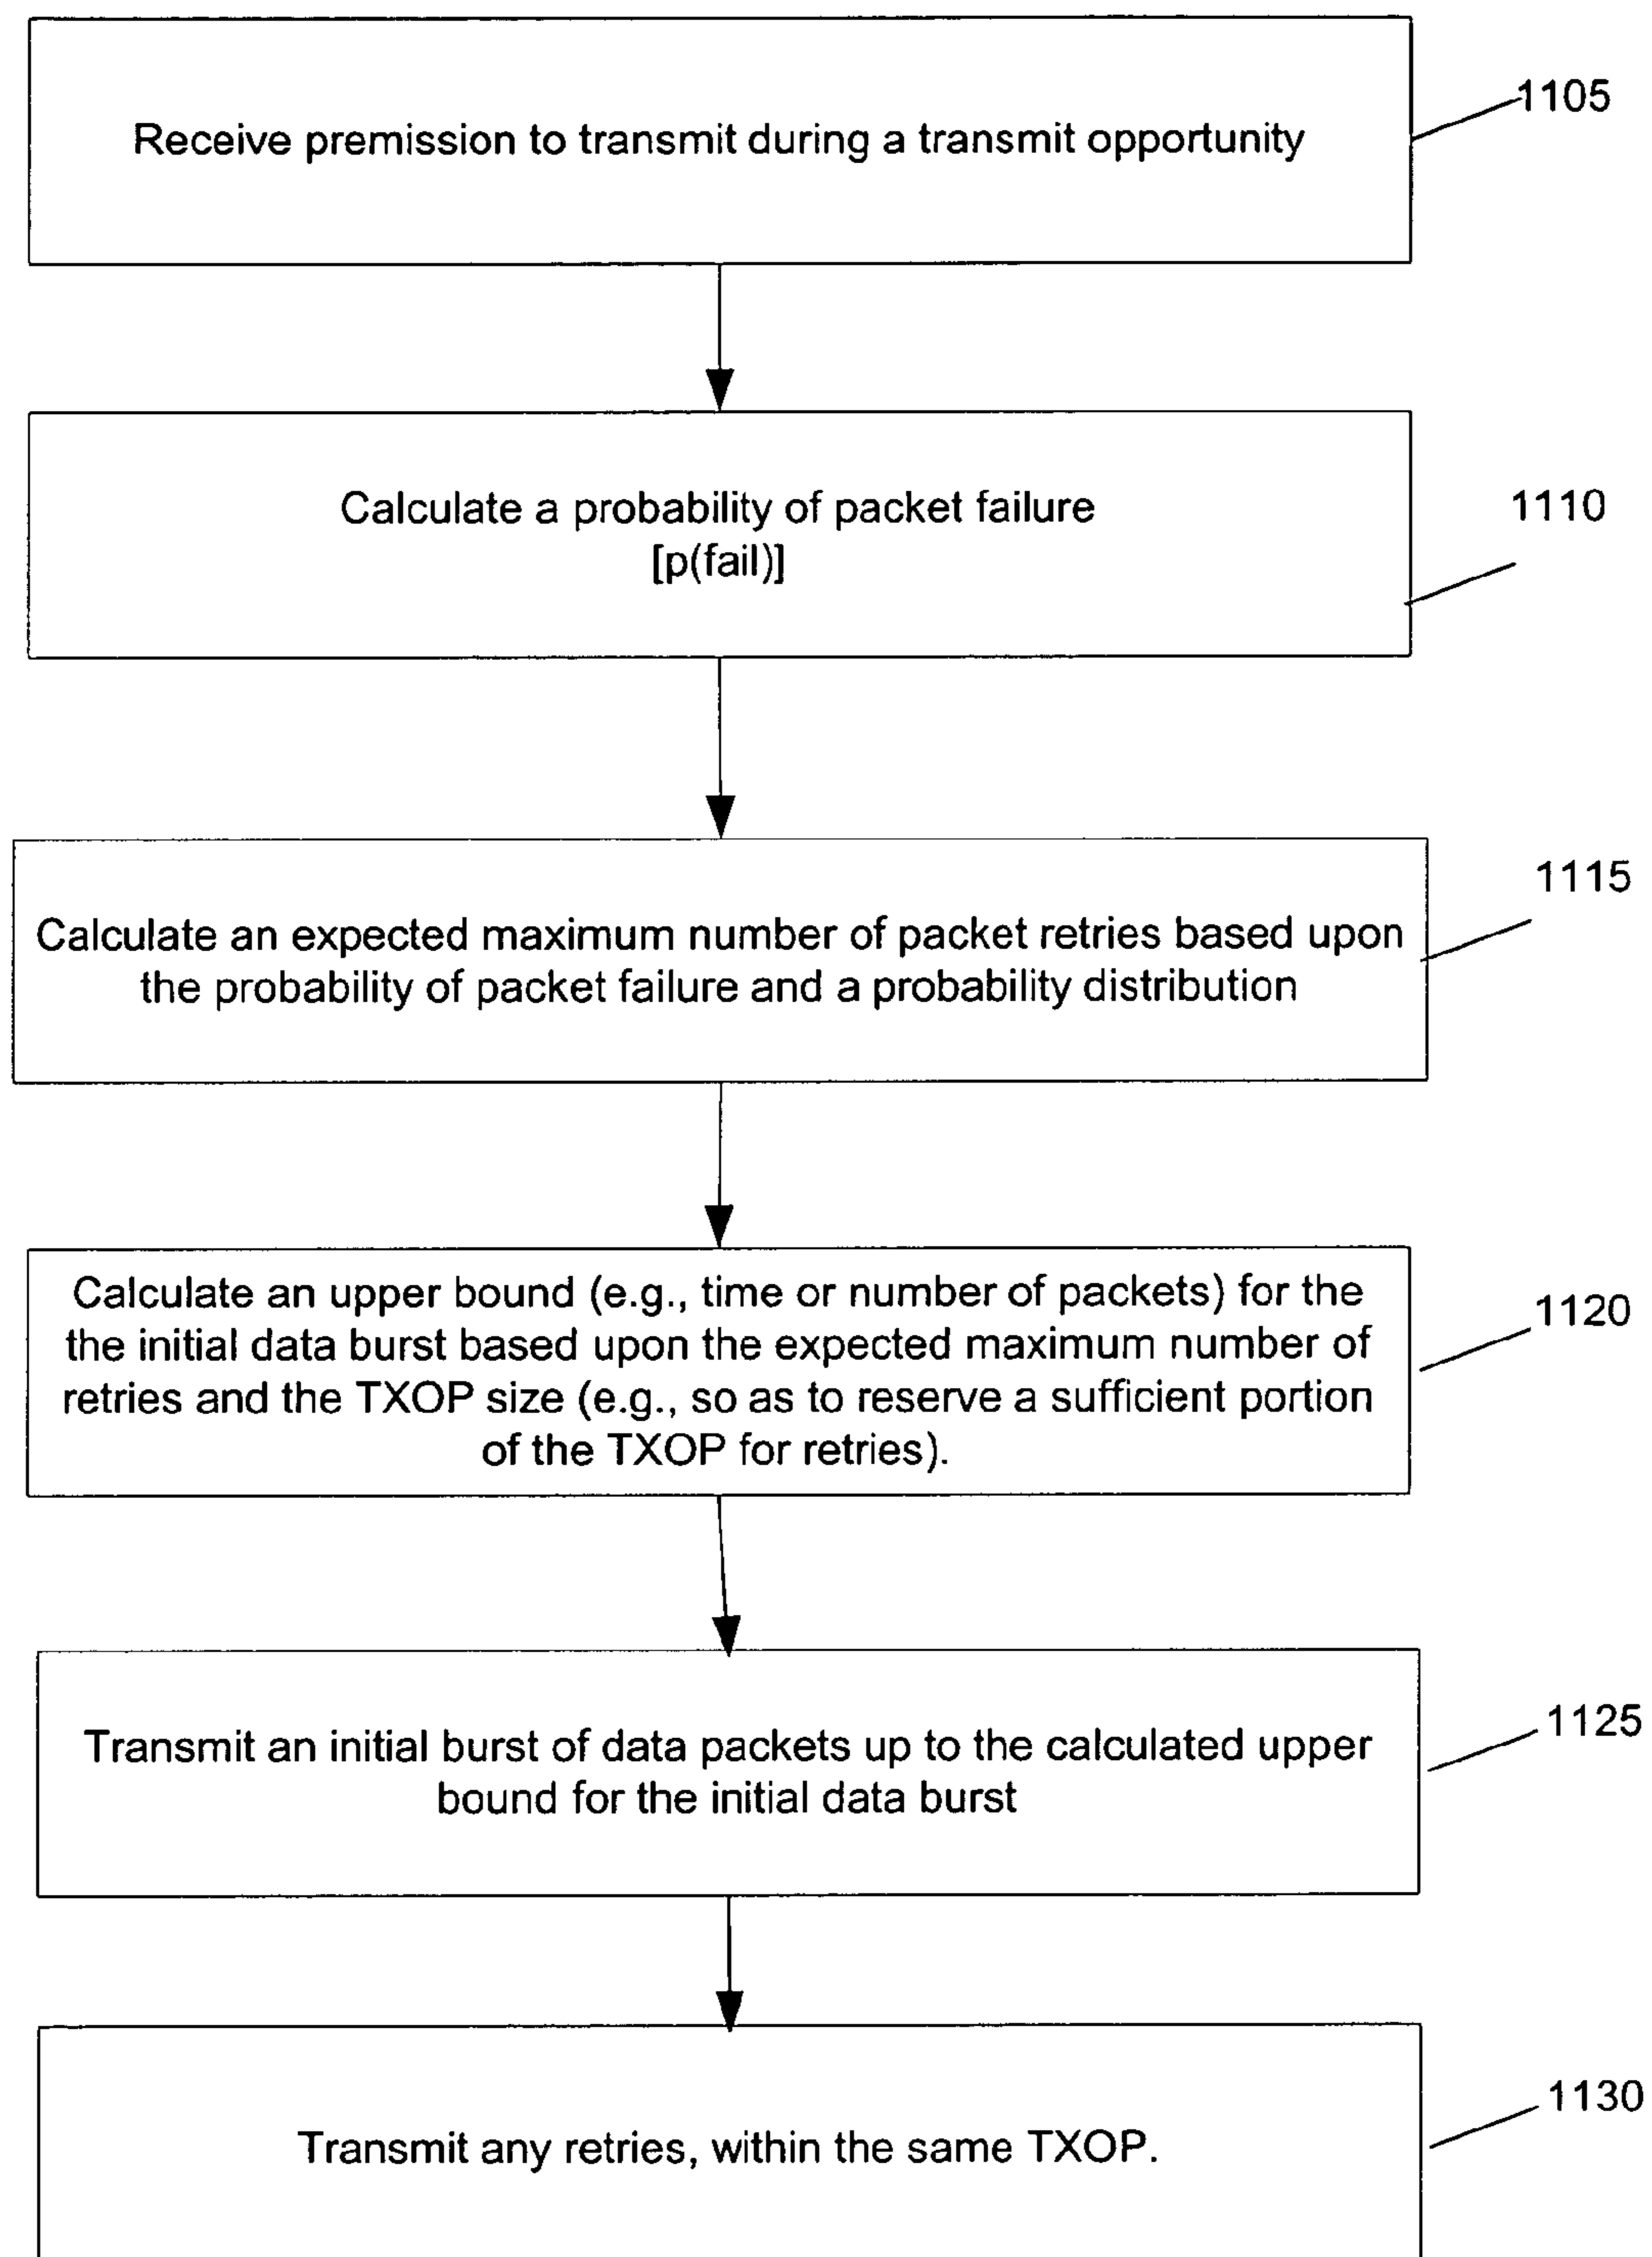 Receive premission to transmit during a transmit opportunity
1105
Calculate a probability of packet failure
[p(fail)]
1110
Calculate an expected maximum number of packet retries based upon
the probability of packet failure and a probability distribution
1115
Calculate an upper bound (e.g., time or number of packets) for the
the initial data burst based upon the expected maximum number of
retries and the TXOP size (e.g., so as to reserve a sufficient portion
of the TXOP for retries).
1120
Transmit an initial burst of data packets up to the calculated upper
bound for the initial data burst
1125
Transmit any retries, within the same TXOP.
1130